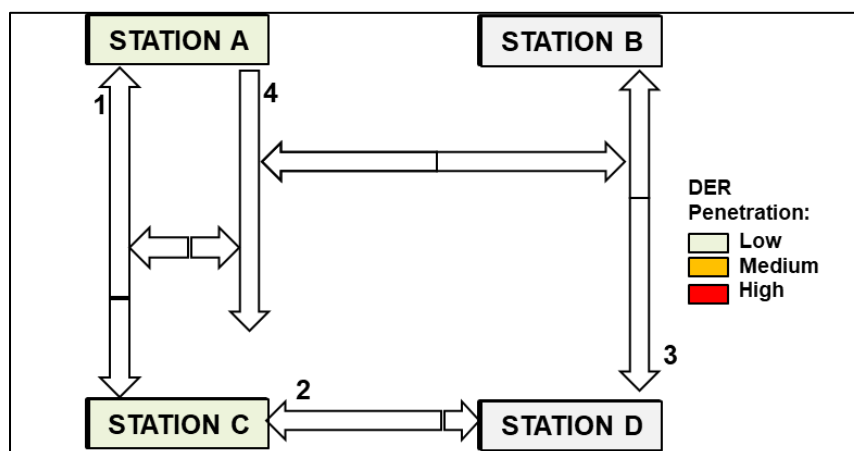 STATION A
STATION B
1
4
DER
Penetration:
Low
Medium
High
3
2
STATION C
STATION D